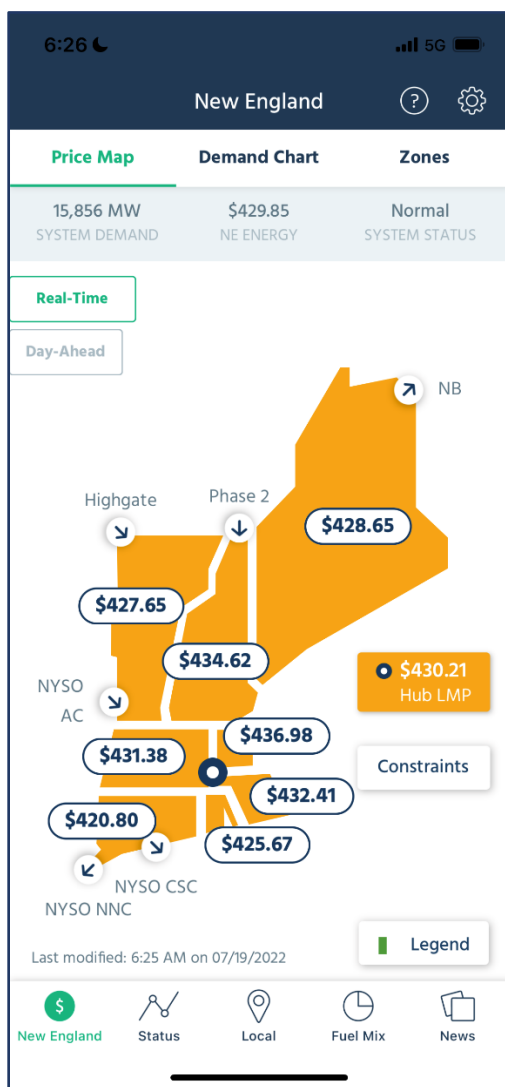 6:26
5G
New England
?
Price Map Demand Chart Zones
15,856 MW $429.85 Normal
SYSTEM DEMAND NE ENERGY SYSTEM STATUS
Real-Time
Day-Ahead
NB
Highgate Phase 2
$428.65
$427.65
$434.62
$430.21
Hub LMP
NYSO
AC
$436.98
$431.38
Constraints
$432.41
$420.80
$425.67
NYSO CSC
NYSO NNC
Legend
Last modified: 6:25 AM on 07/19/2022
$
New England Status Local Fuel Mix News